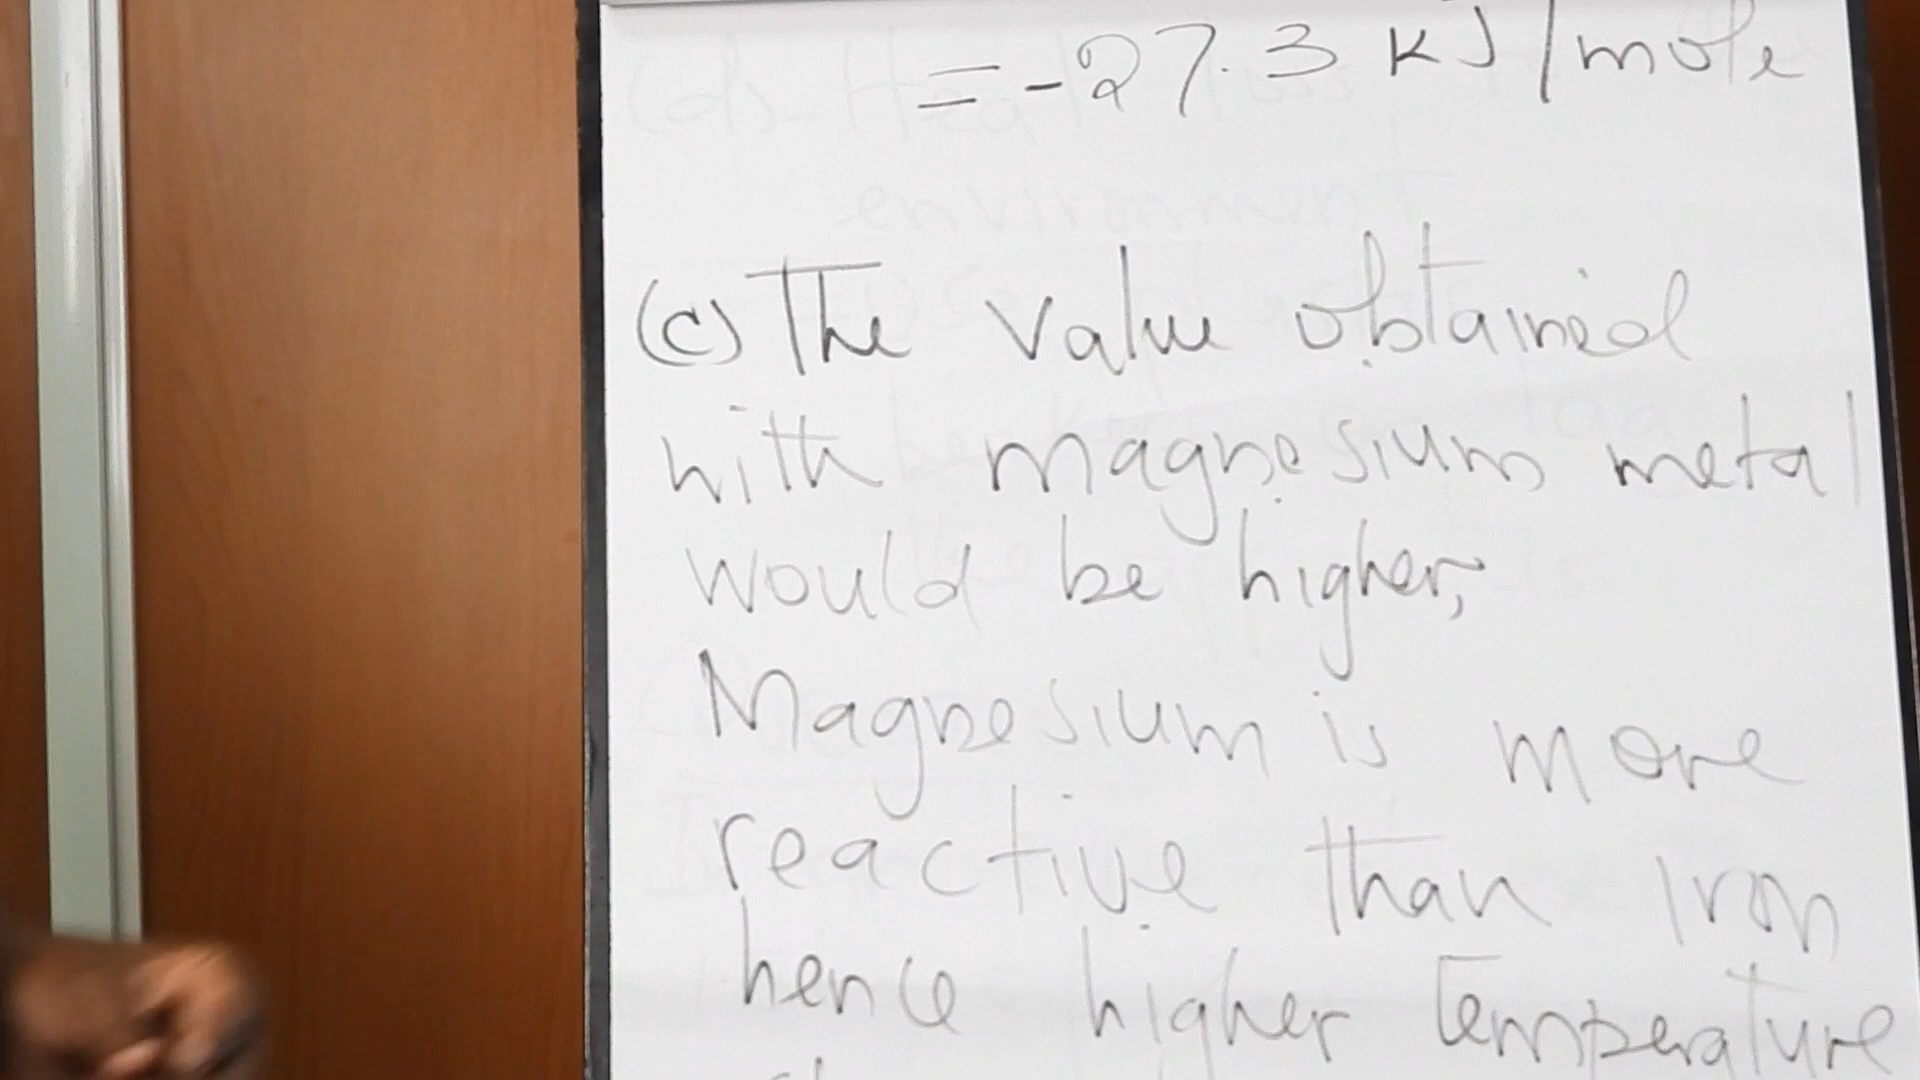 = -27.3 KJ/mole
(c) The value obtained
with magnesium metal
would be higher;
Magnesium is more
reactive than Iron
hence higher temperature